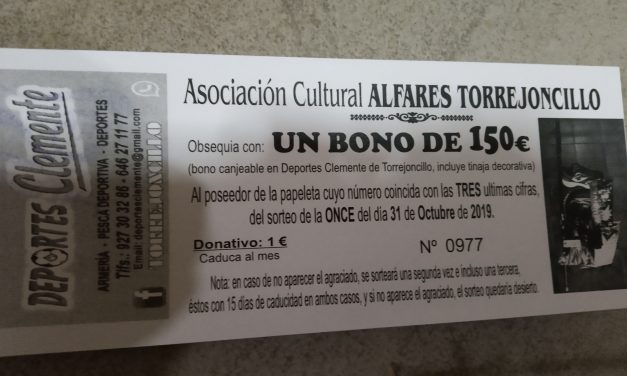 DEPORTES Clemente
ARMERÍA - PESCA DEPORTIVA - DEPORTES
Tlfs.: 927 30 32 86 - 646 27 11 77
Email: deportesclemente@gmail.com
TORREJONCILLO
Asociación Cultural ALFARES TORREJONCILLO
Obsequia con: UN BONO DE 150€
(bono canjeable en Deportes Clemente de Torrejoncillo, incluye tinaja decorativa)
Al poseedor de la papeleta cuyo número coincida con las TRES ultimas cifras,
del sorteo de la ONCE del día 31 de Octubre de 2019.
Donativo: 1 €
Caduca al mes
Nº 0977
Nota: en caso de no aparecer el agraciado, se sorteará una segunda vez e incluso una tercera,
éstos con 15 días de caducidad en ambos casos, y si no aparece el agraciado, el sorteo quedaría desierto.